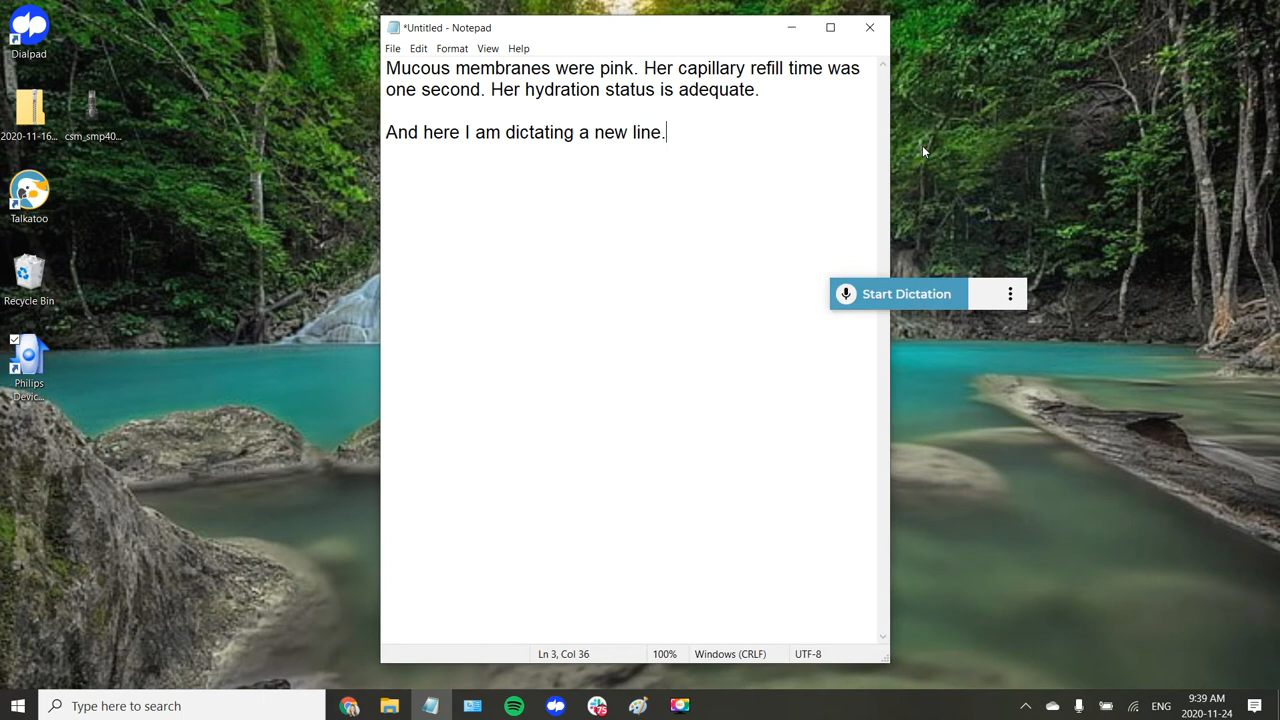 Dialpad
2020-11-16...
csm_smp40...
Talkatoo
Recycle Bin
Philips
Devic...
*Untitled - Notepad
File Edit Format View Help
Mucous membranes were pink. Her capillary refill time was
one second. Her hydration status is adequate.
And here I am dictating a new line.
Start Dictation
Ln 3, Col 36
100%
Windows (CRLF)
UTF-8
Type here to search
75
ENG
9:39 AM
2020-11-24